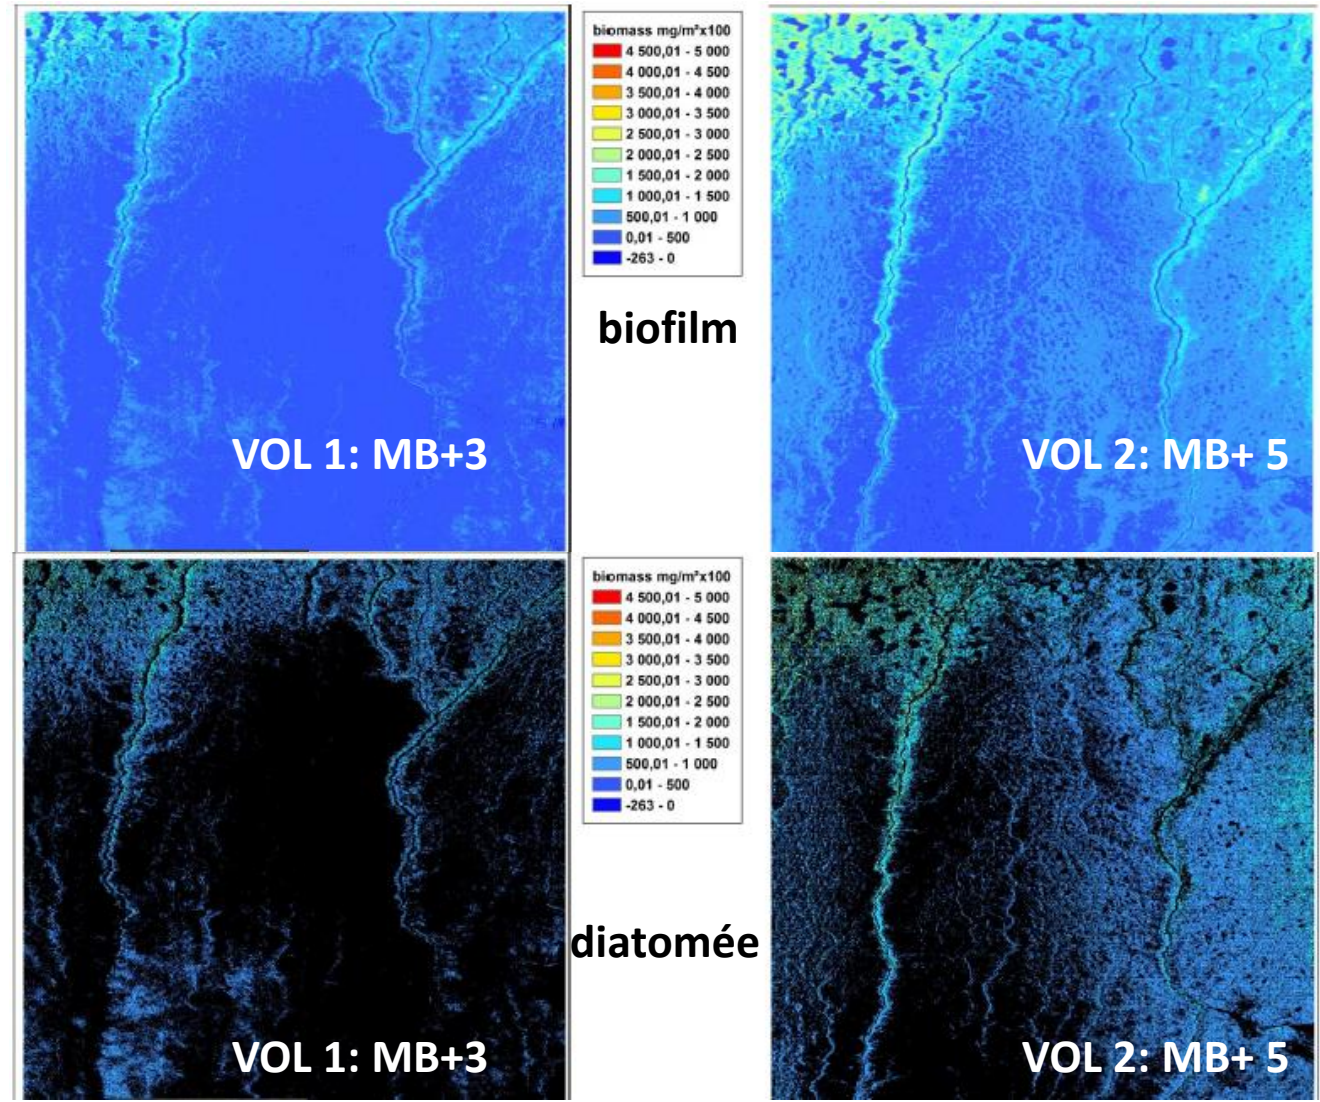 biomass mg/m²x100
4 500,01 - 5 000
4 000,01 - 4 500
3 500,01 - 4 000
3 000,01 - 3 500
2 500,01 - 3 000
2 000,01 - 2 500
1 500,01 - 2 000
1 000,01 - 1 500
500,01 - 1 000
0,01 - 500
-263 - 0
biofilm
VOL 1: MB+3
VOL 2: MB+ 5
biomass mg/m²x100
4 500,01 - 5 000
4 000,01 - 4 500
3 500,01 - 4 000
3 000,01 - 3 500
2 500,01 - 3 000
2 000,01 - 2 500
1 500,01 - 2 000
1 000,01 - 1 500
500,01 - 1 000
0,01 - 500
-263 - 0
diatomée
VOL 1: MB+3
VOL 2: MB+ 5